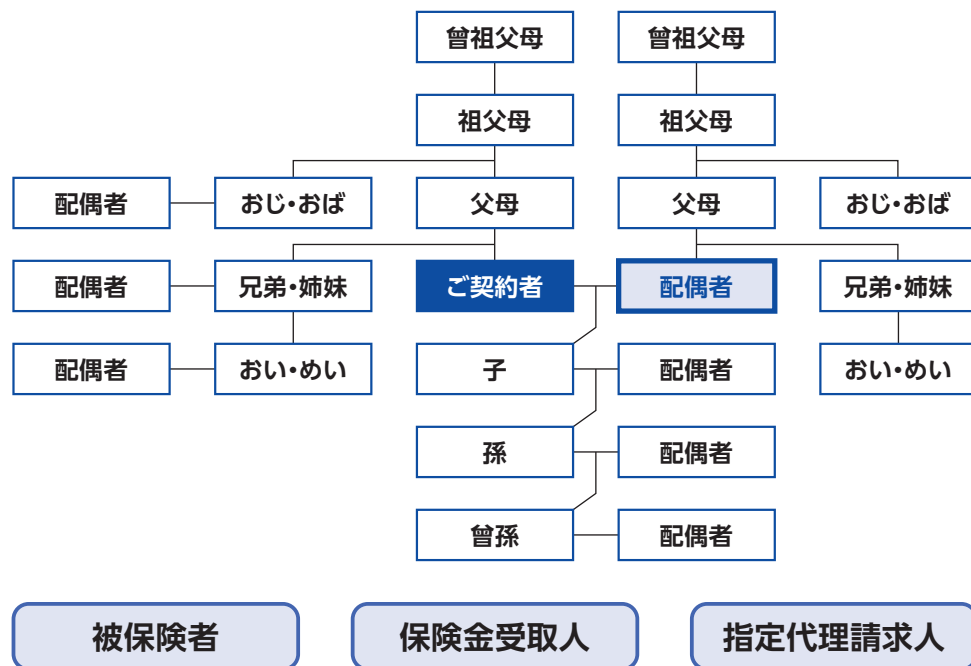 曾祖父母
曾祖父母
祖父母
祖父母
配偶者
おじ・おば
父母
父母
おじ・おば
配偶者
兄弟・姉妹
ご契約者
配偶者
兄弟・姉妹
配偶者
おい・めい
子
配偶者
おい・めい
孫
配偶者
曾孫
配偶者
被保険者
保険金受取人
指定代理請求人